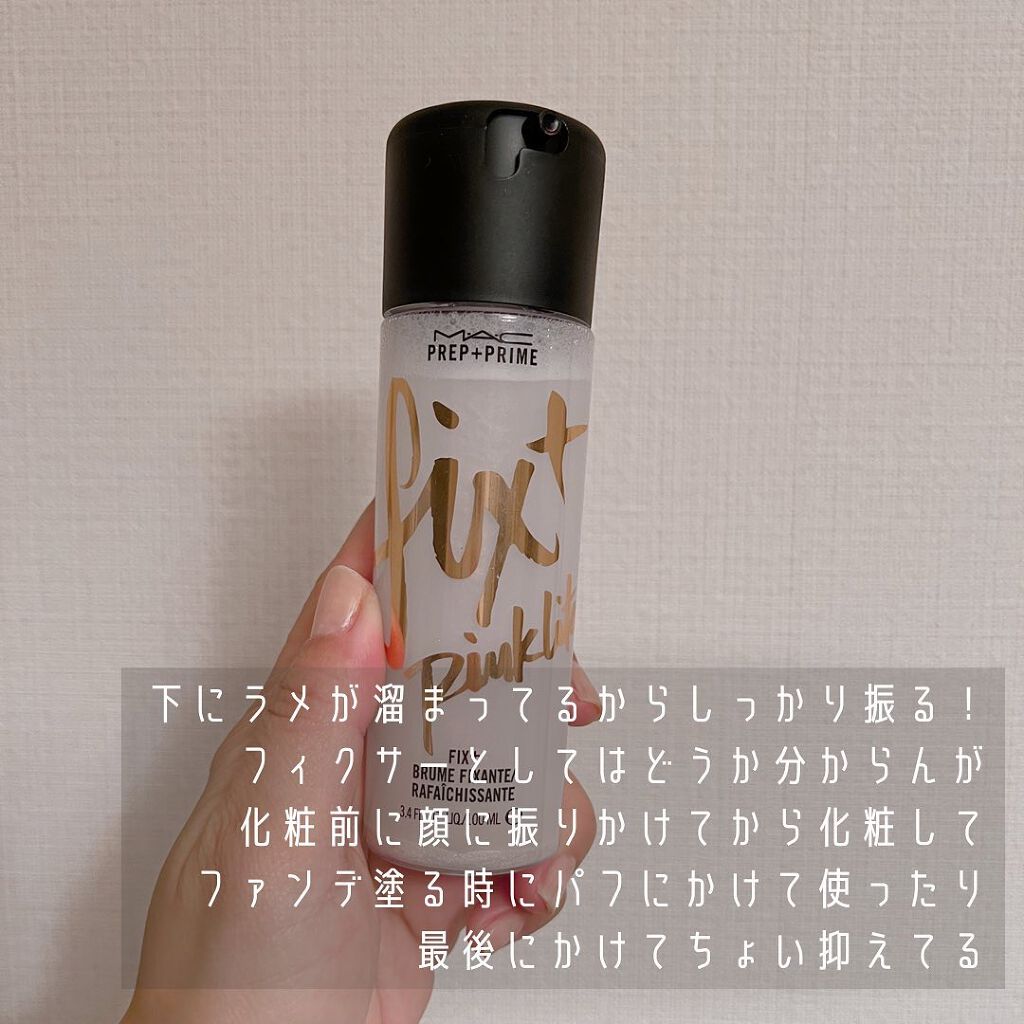 M·A·C
PREP+PRIME
fix+
pinklite
FIX+
BRUME FIXANTE/
RAFAÎCHISSANTE
下にラメが溜まってるからしっかり振る！
フィクサーとしてはどうか分からんが
化粧前に顔に振りかけてから化粧して
ファンデ塗る時にパフにかけて使ったり
最後にかけてちょい抑えてる